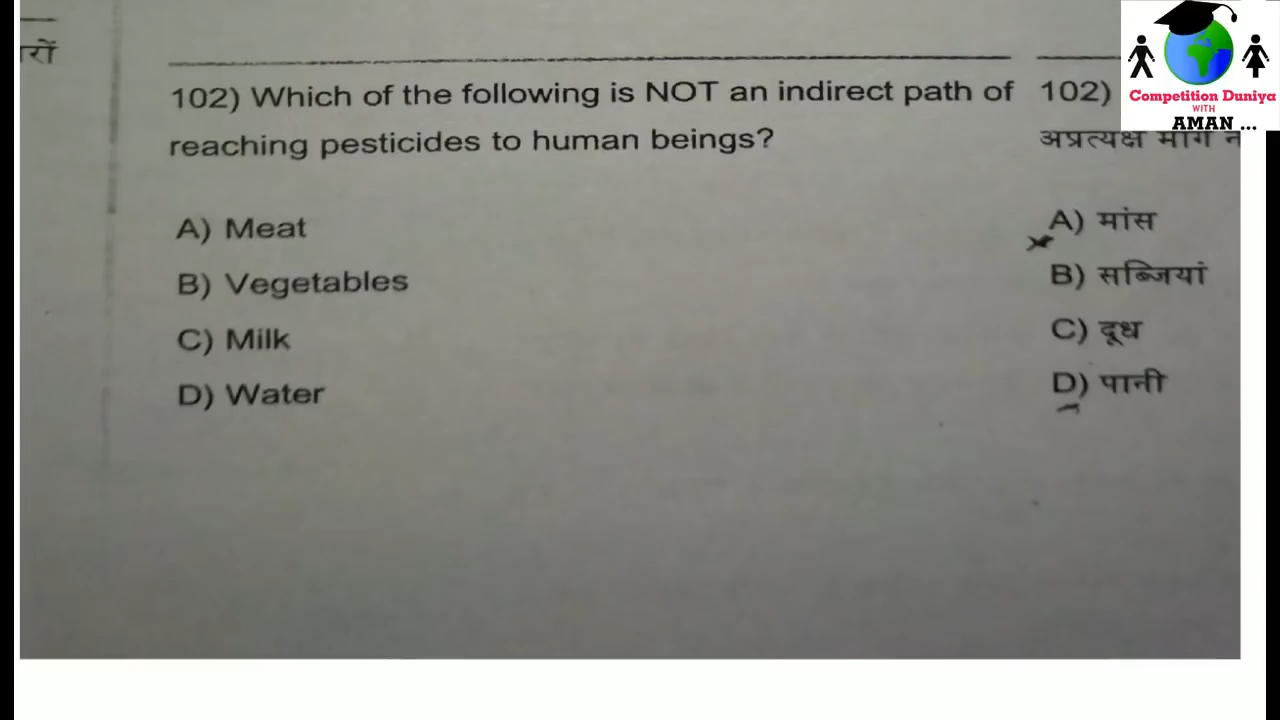 रों
102) Which of the following is NOT an indirect path of
reaching pesticides to human beings?
A) Meat
B) Vegetables
C) Milk
D) Water
102)
अप्रत्यक्ष मार्ग
A) मांस
B) सब्जियां
C) दूध
D) पानी
Competition Duniya
WITH
AMAN ...